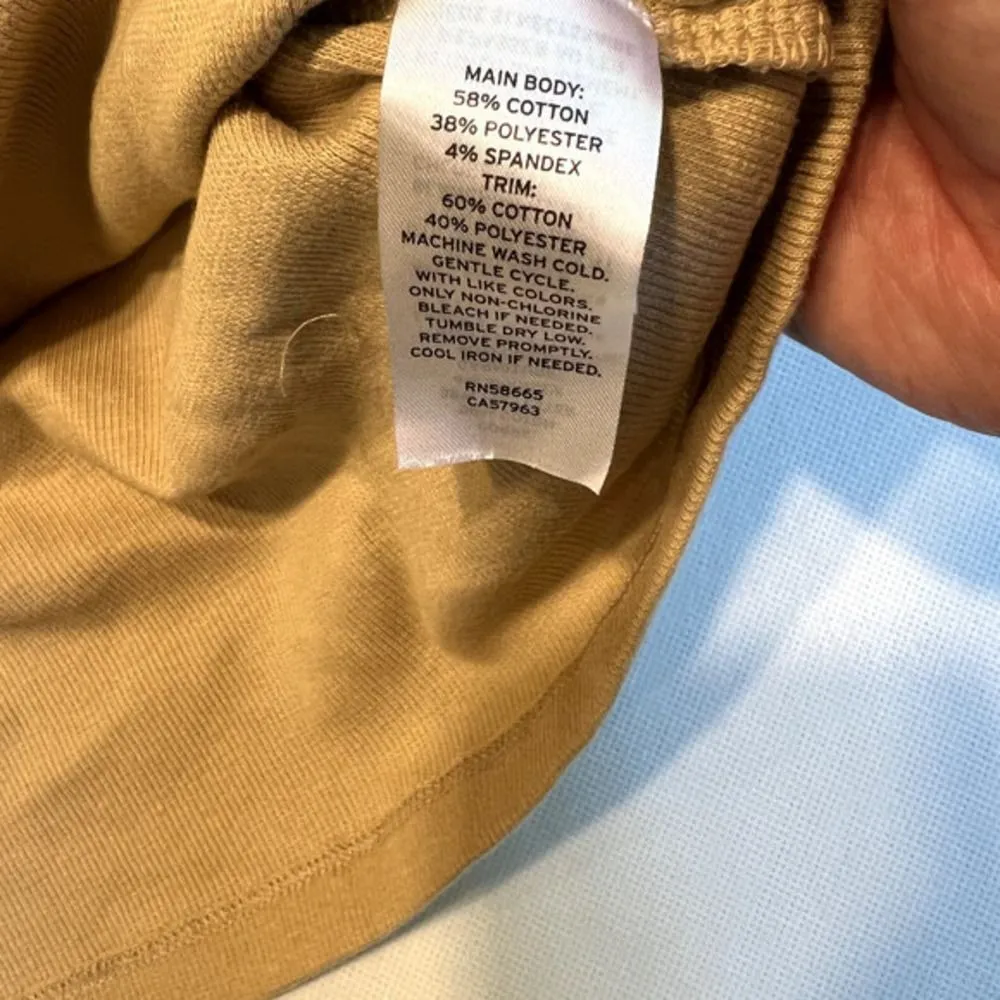 MAIN BODY:
58% COTTON
38% POLYESTER
4% SPANDEX
TRIM:
60% COTTON
40% POLYESTER
MACHINE WASH COLD.
GENTLE CYCLE.
WITH LIKE COLORS.
ONLY NON-CHLORINE
BLEACH IF NEEDED.
TUMBLE DRY LOW.
REMOVE PROMPTLY.
COOL IRON IF NEEDED.
RN58665
CA57963